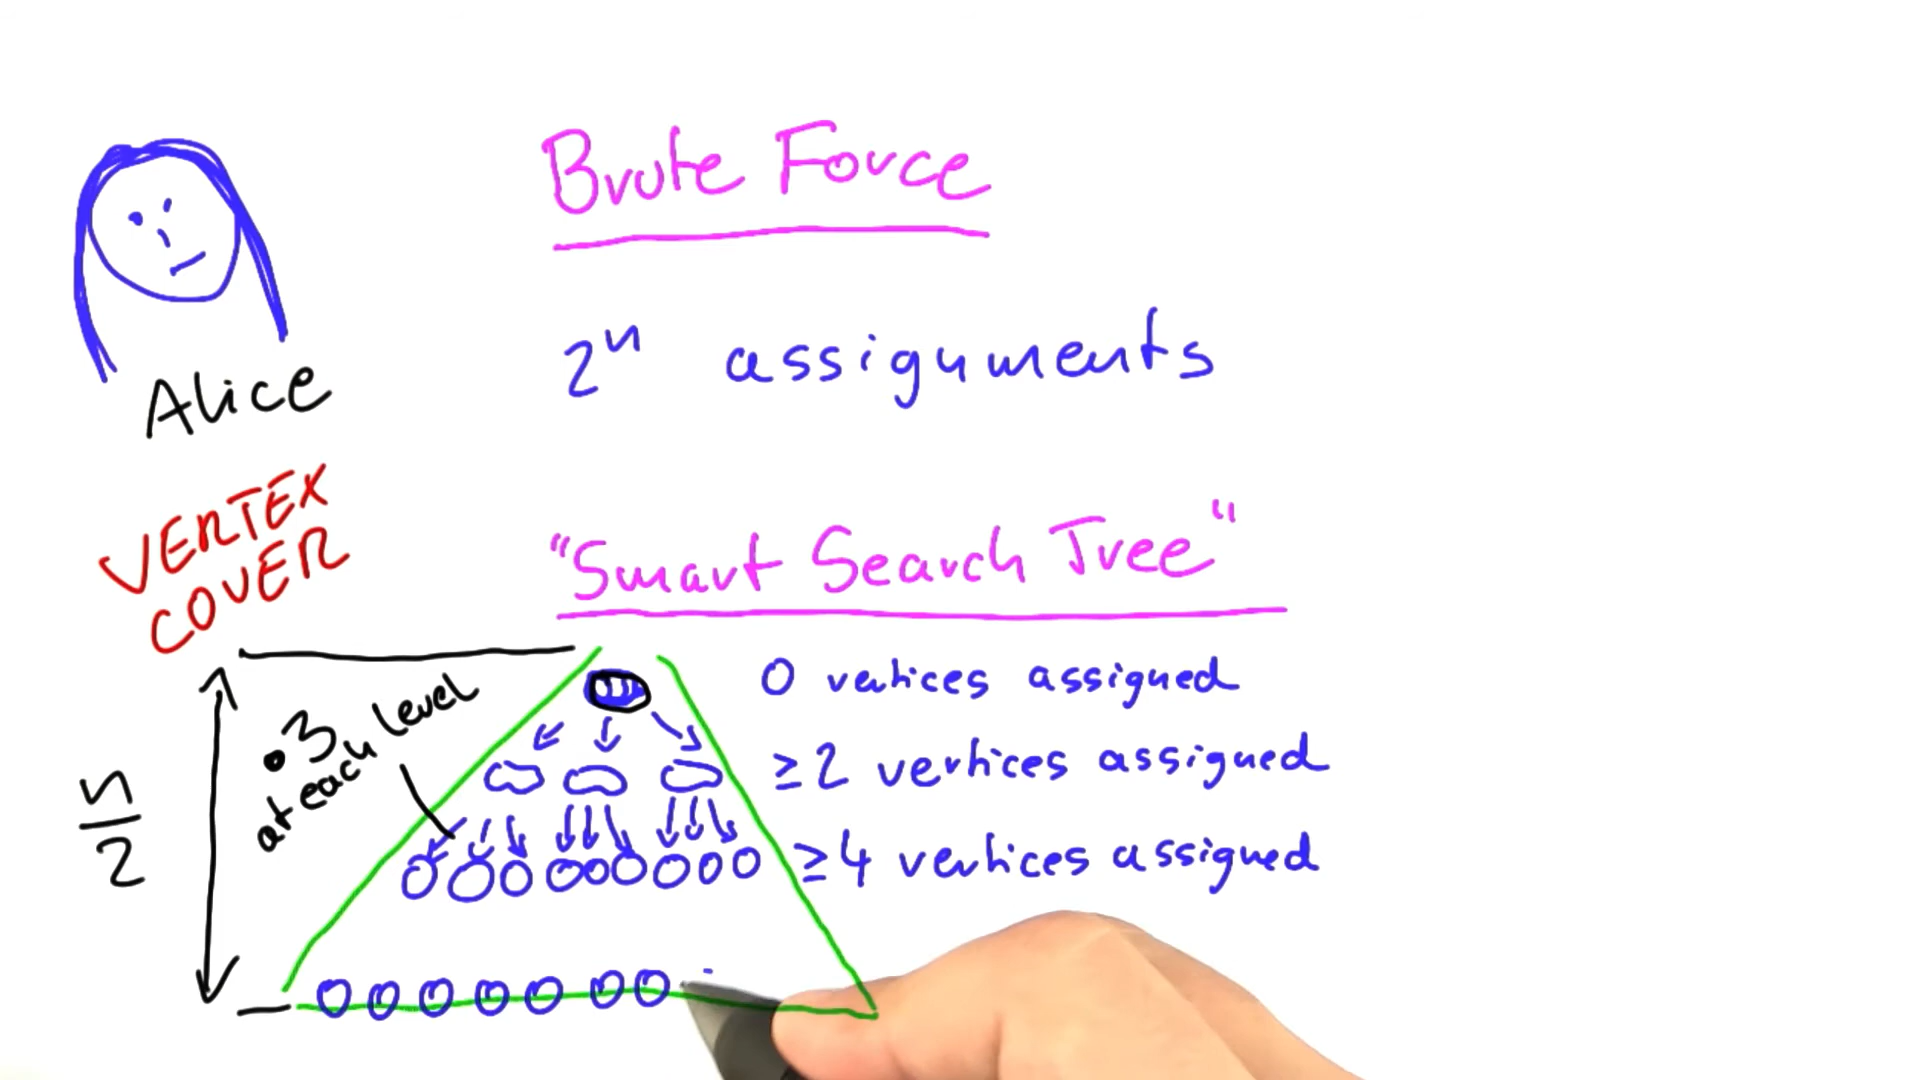 Brute Force
2ⁿ assignments
Alice
VERTEX
COVER
"Smart Search Tree"
0 vertices assigned
• 3
at each level
≥2 vertices assigned
n/2
≥4 vertices assigned